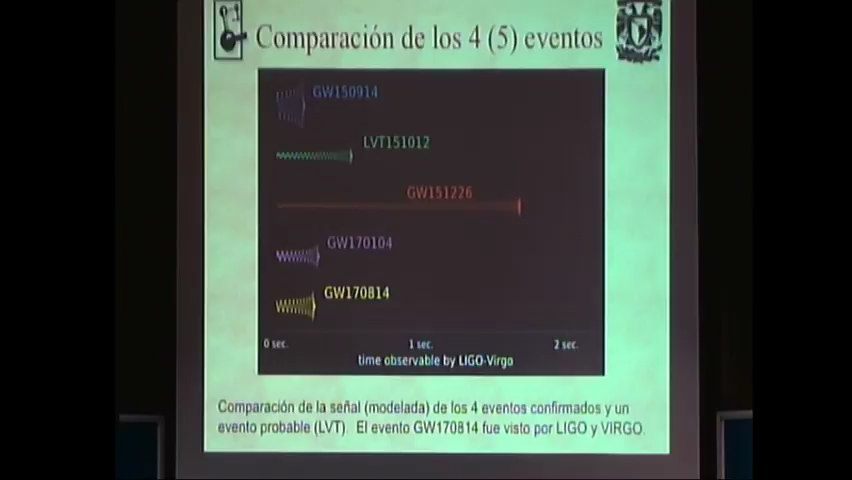 Comparación de los 4 (5) eventos
GW150914
LVT151012
GW151226
GW170104
GW170814
0 sec. 1 sec. 2 sec.
time observable by LIGO-Virgo
Comparación de la señal (modelada) de los 4 eventos confirmados y un
evento probable (LVT). El evento GW170814 fue visto por LIGO y VIRGO.